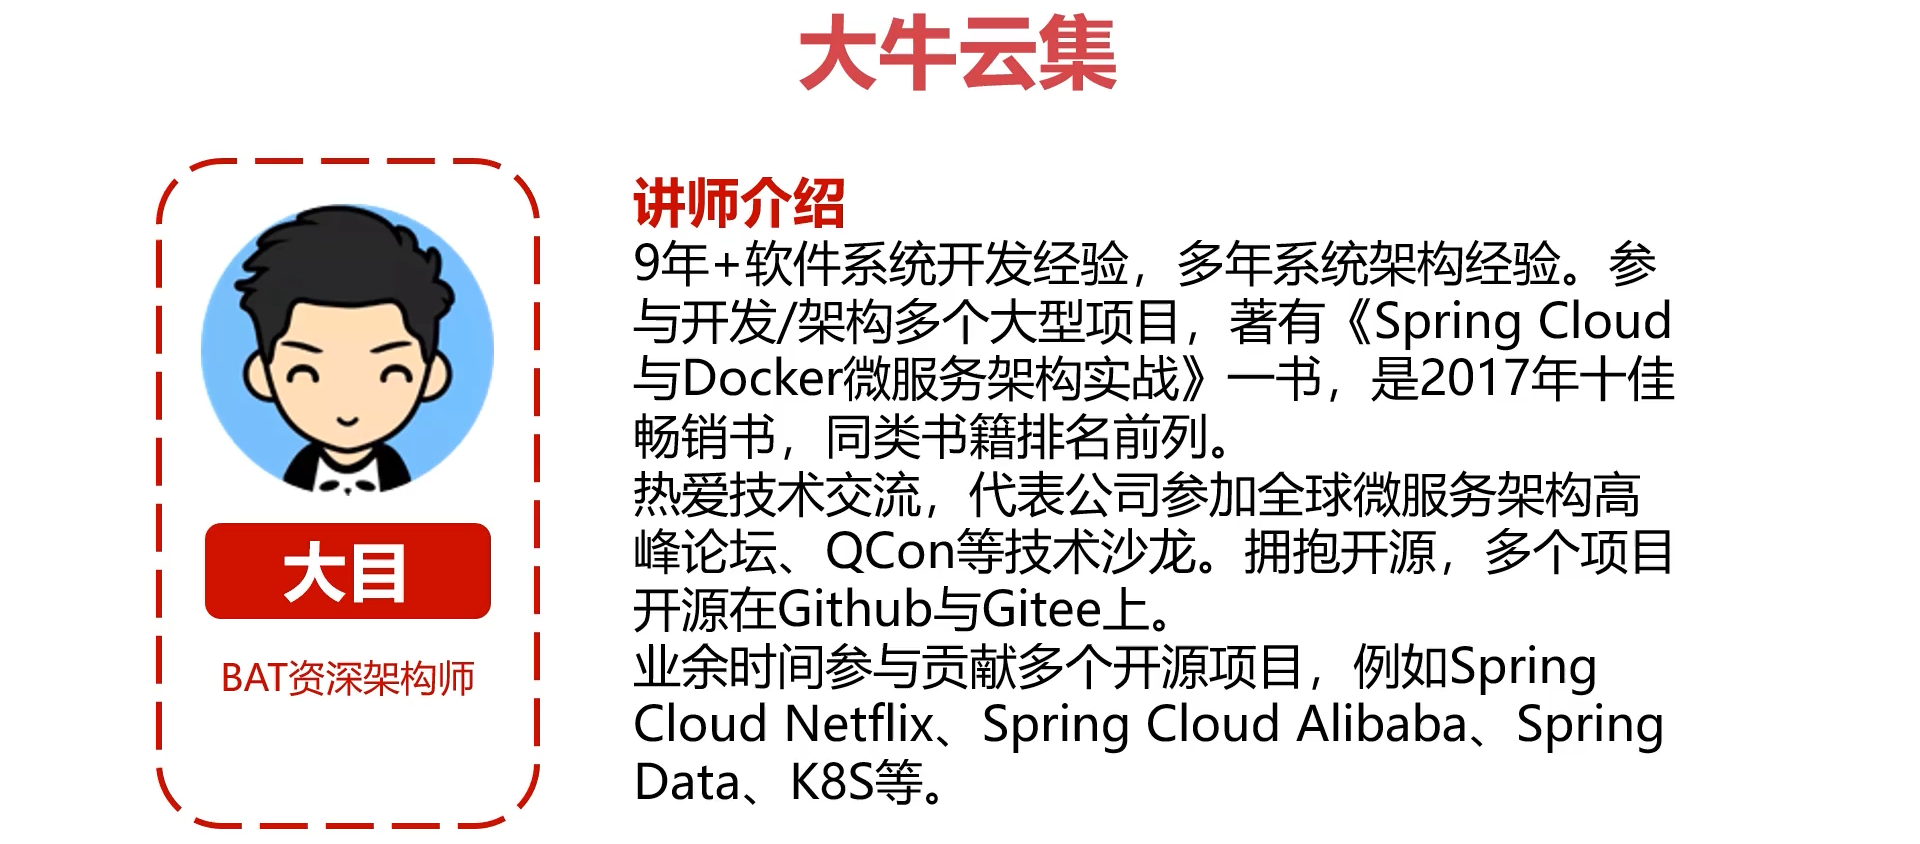 大牛云集
大目
BAT资深架构师
讲师介绍
9年+软件系统开发经验，多年系统架构经验。参
与开发/架构多个大型项目，著有《Spring Cloud
与Docker微服务架构实战》一书，是2017年十佳
畅销书，同类书籍排名前列。
热爱技术交流，代表公司参加全球微服务架构高
峰论坛、QCon等技术沙龙。拥抱开源，多个项目
开源在Github与Gitee上。
业余时间参与贡献多个开源项目，例如Spring
Cloud Netflix、Spring Cloud Alibaba、Spring
Data、K8S等。